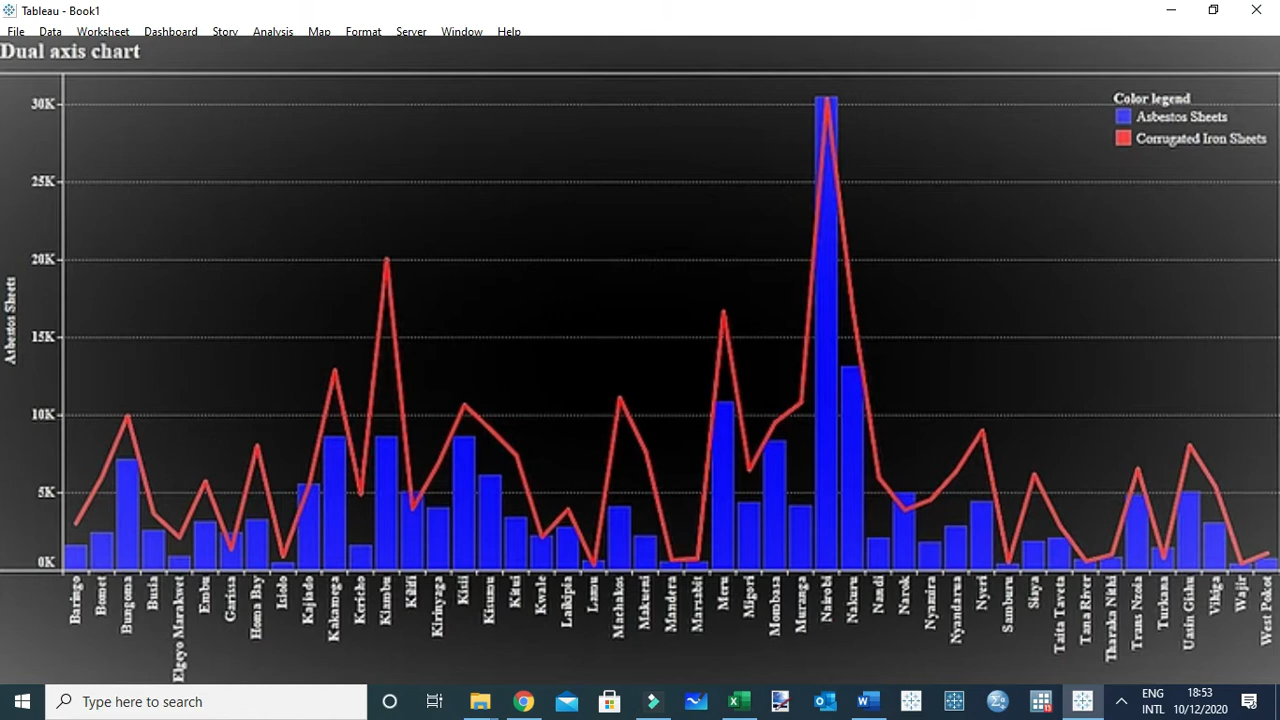 Tableau - Book1
File Data Worksheet Dashboard Story Analysis Map Format Server Window Help
Dual axis chart
Color legend
Asbestos Sheets
Corrugated Iron Sheets
30K
25K
20K
15K
10K
5K
0K
Asbestos Sheets
Baringo
Bomet
Bungoma
Busia
Elgeyo Marakwet
Embu
Garissa
Homa Bay
Isiolo
Kajiado
Kakamega
Kericho
Kiambu
Kilifi
Kirinyaga
Kisii
Kisumu
Kitui
Kwale
Laikipia
Lamu
Machakos
Makueni
Mandera
Marsabit
Meru
Migori
Mombasa
Muranga
Nairobi
Nakuru
Nandi
Narok
Nyamira
Nyandarua
Nyeri
Samburu
Siaya
Taita Taveta
Tana River
Tharaka Nithi
Trans Nzoia
Turkana
Uasin Gishu
Vihiga
Wajir
West Pokot
Type here to search
ENG
INTL
18:53
10/12/2020